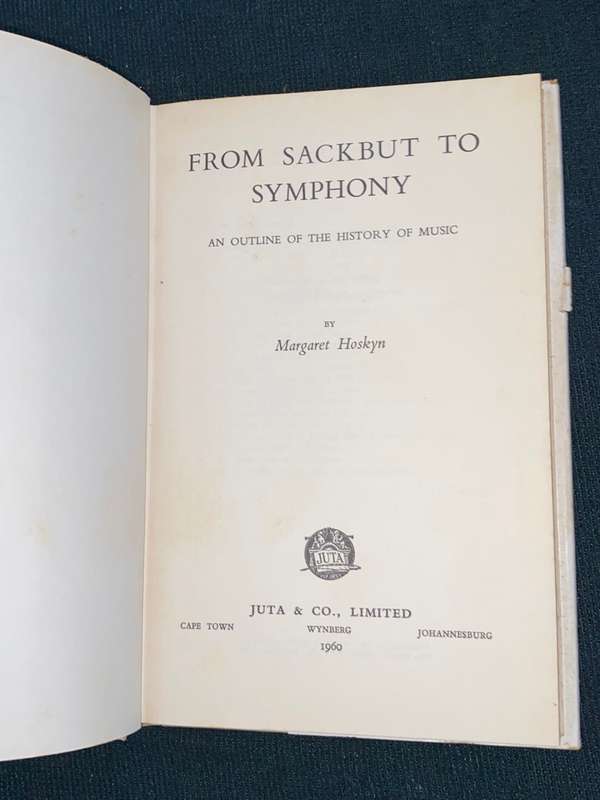 FROM SACKBUT TO
SYMPHONY
AN OUTLINE OF THE HISTORY OF MUSIC
BY
Margaret Hoskyn
JUTA
JUTA & CO., LIMITED
CAPE TOWN WYNBERG JOHANNESBURG
1960